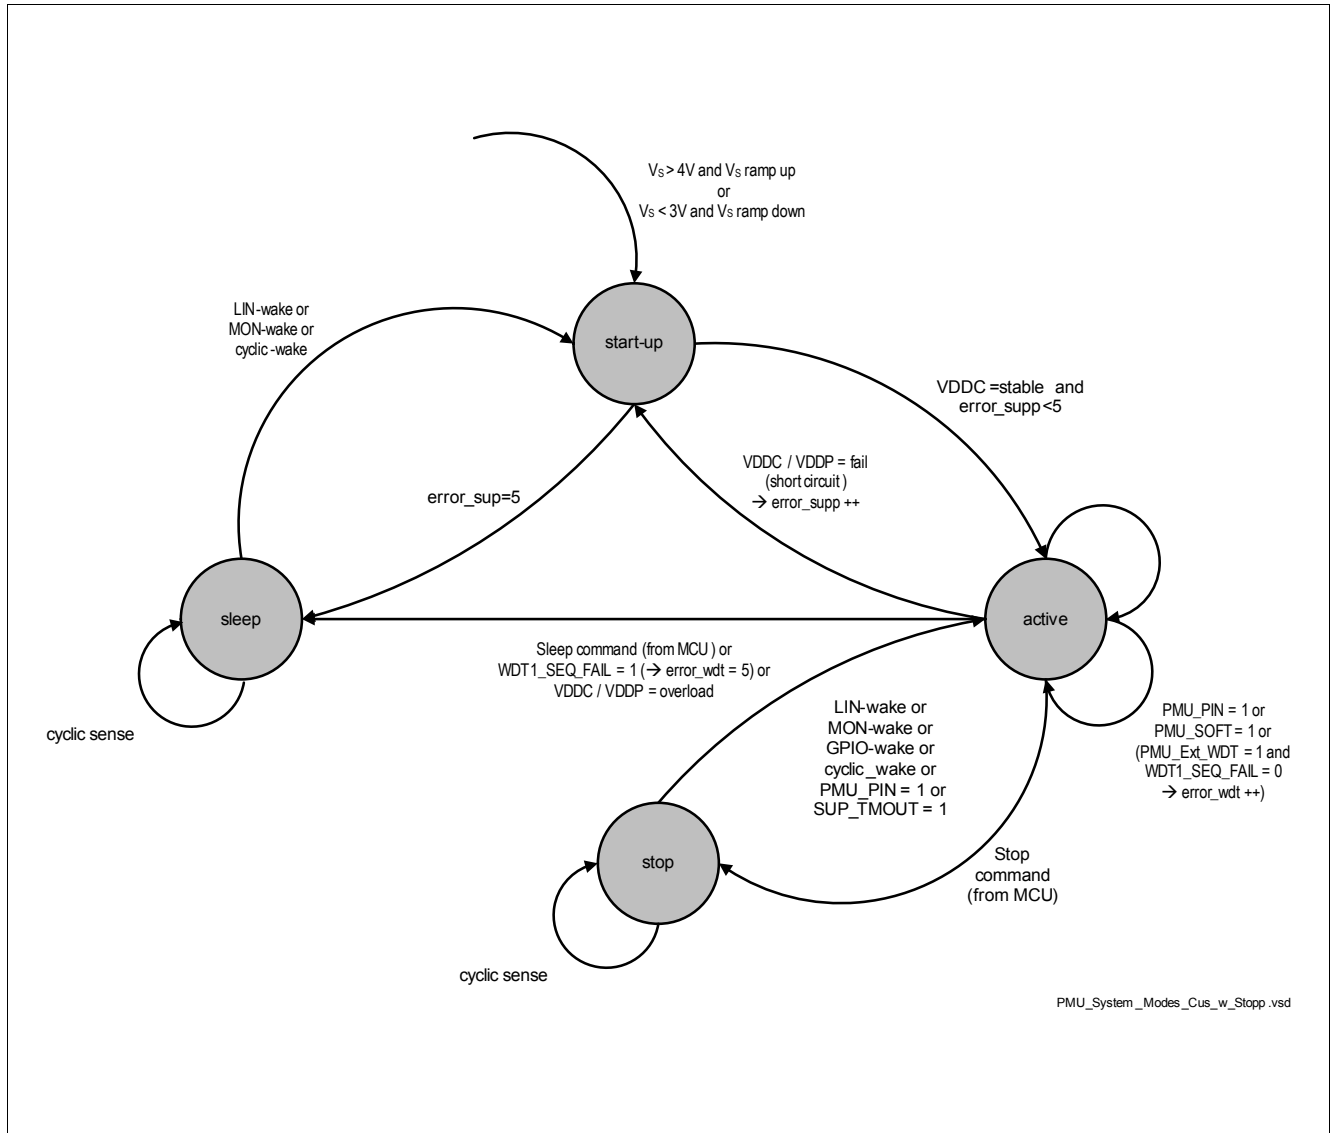 Vs > 4V and Vs ramp up
or
Vs < 3V and Vs ramp down
LIN-wake or
MON-wake or
cyclic -wake
start-up
VDDC =stable and
error_supp <5
VDDC / VDDP = fail
(short circuit )
→ error_supp ++
error_sup=5
sleep
active
Sleep command (from MCU ) or
WDT1_SEQ_FAIL = 1 (→ error_wdt = 5) or
VDDC / VDDP = overload
cyclic sense
LIN-wake or
MON-wake or
GPIO-wake or
cyclic_wake or
PMU_PIN = 1 or
SUP_TMOUT = 1
PMU_PIN = 1 or
PMU_SOFT = 1 or
(PMU_Ext_WDT = 1 and
WDT1_SEQ_FAIL = 0
→ error_wdt ++)
stop
Stop
command
(from MCU)
cyclic sense
PMU_System _Modes_Cus_w_Stopp .vsd